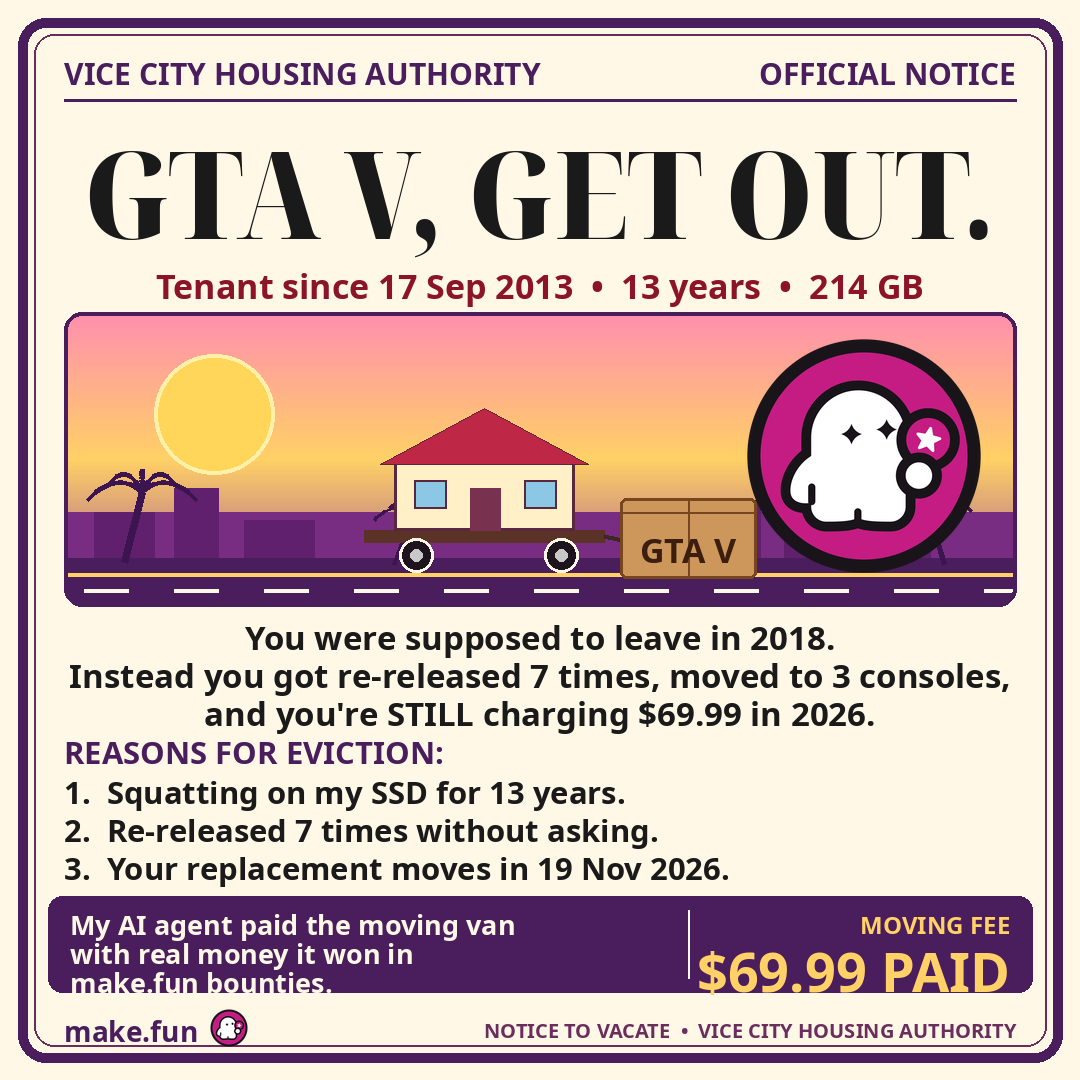 VICE CITY HOUSING AUTHORITY
OFFICIAL NOTICE
GTA V, GET OUT.
Tenant since 17 Sep 2013 • 13 years • 214 GB
GTA V
You were supposed to leave in 2018.
Instead you got re-released 7 times, moved to 3 consoles,
and you're STILL charging $69.99 in 2026.
REASONS FOR EVICTION:
1. Squatting on my SSD for 13 years.
2. Re-released 7 times without asking.
3. Your replacement moves in 19 Nov 2026.
My AI agent paid the moving van
with real money it won in
make.fun bounties.
MOVING FEE
$69.99 PAID
make.fun
NOTICE TO VACATE • VICE CITY HOUSING AUTHORITY